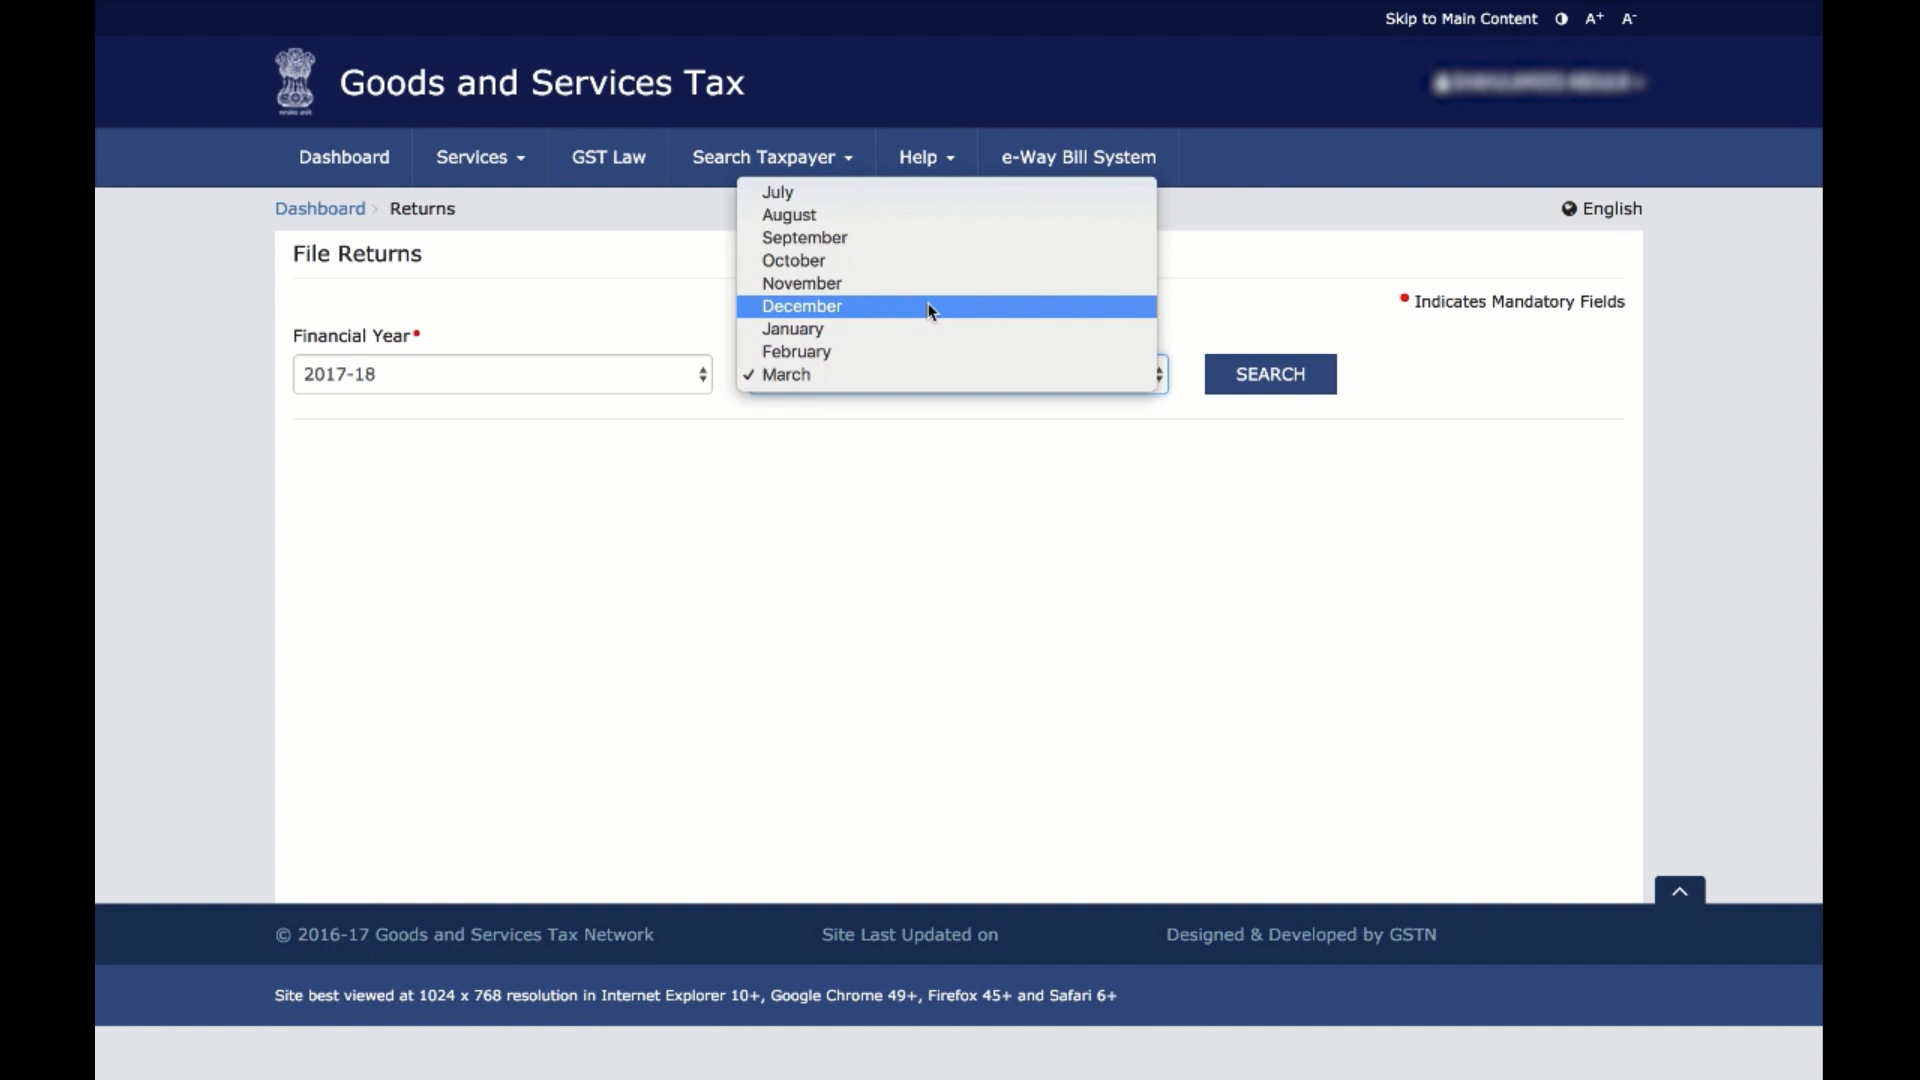 Skip to Main Content A+ A-
Goods and Services Tax
Dashboard Services GST Law Search Taxpayer Help e-Way Bill System
Dashboard Returns English
File Returns
Indicates Mandatory Fields
Financial Year
2017-18
July
August
September
October
November
December
January
February
March
SEARCH
© 2016-17 Goods and Services Tax Network Site Last Updated on Designed & Developed by GSTN
Site best viewed at 1024 x 768 resolution in Internet Explorer 10+, Google Chrome 49+, Firefox 45+ and Safari 6+